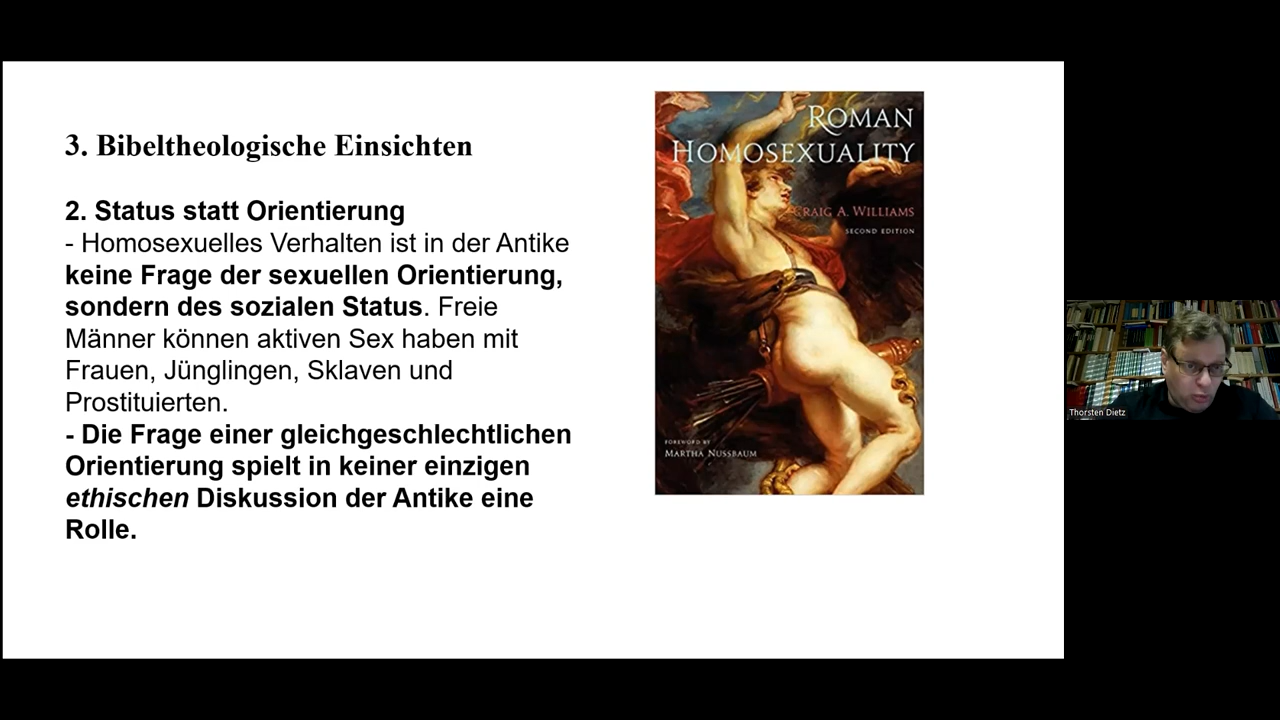 3. Bibeltheologische Einsichten
2. Status statt Orientierung
- Homosexuelles Verhalten ist in der Antike
keine Frage der sexuellen Orientierung,
sondern des sozialen Status. Freie
Männer können aktiven Sex haben mit
Frauen, Jünglingen, Sklaven und
Prostituierten.
- Die Frage einer gleichgeschlechtlichen
Orientierung spielt in keiner einzigen
ethischen Diskussion der Antike eine
Rolle.
ROMAN
HOMOSEXUALITY
CRAIG A. WILLIAMS
SECOND EDITION
FOREWORD BY
MARTHA NUSSBAUM
Thorsten Dietz